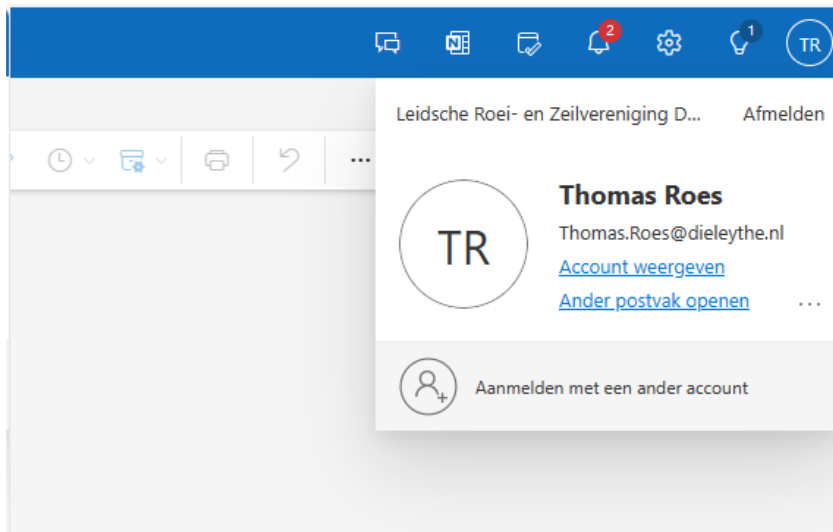 2
1
TR
Leidsche Roei- en Zeilvereniging D...
Afmelden
...
TR
Thomas Roes
Thomas.Roes@dieleythe.nl
Account weergeven
Ander postvak openen
...
Aanmelden met een ander account